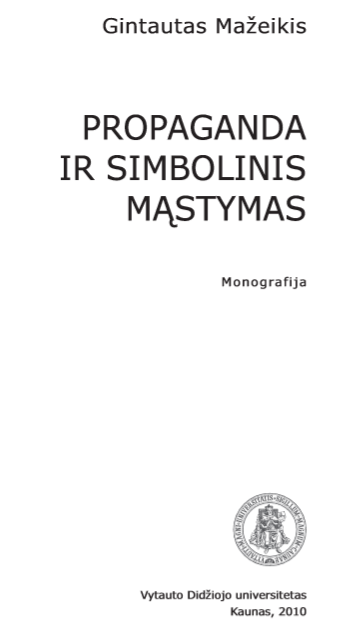 Gintautas Mažeikis
PROPAGANDA
IR SIMBOLINIS
MĄSTYMAS
Monografija
Vytauto Didžiojo universitetas
Kaunas, 2010